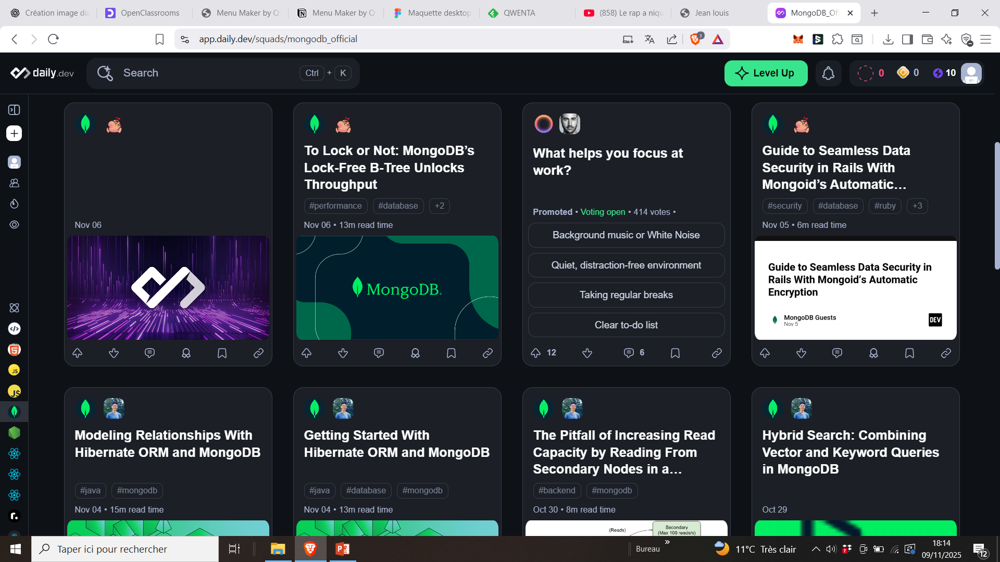 Création image dia
OpenClassrooms
Menu Maker by Q
Menu Maker by Q
Maquette desktop
QWENTA
(858) Le rap a niqu
Jean louis
MongoDB_Off
app.daily.dev/squads/mongodb_official
3
daily.dev
Search
Ctrl + K
Level Up
0
0
10
Nov 06
To Lock or Not: MongoDB’s
Lock-Free B-Tree Unlocks
Throughput
#performance #database +2
Nov 06 • 13m read time
MongoDB.
What helps you focus at
work?
Promoted • Voting open • 414 votes •
Background music or White Noise
Quiet, distraction-free environment
Taking regular breaks
Clear to-do list
12
6
Guide to Seamless Data
Security in Rails With
Mongoid’s Automatic…
#security #database #ruby +3
Nov 05 • 6m read time
Guide to Seamless Data Security in
Rails With Mongoid’s Automatic
Encryption
MongoDB Guests
Nov 5
DEV
Modeling Relationships With
Hibernate ORM and MongoDB
#java #mongodb
Nov 04 • 15m read time
Getting Started With
Hibernate ORM and MongoDB
#java #database #mongodb
Nov 04 • 13m read time
The Pitfall of Increasing Read
Capacity by Reading From
Secondary Nodes in a…
#backend #mongodb
Oct 30 • 8m read time
(Reads)
Secondary
(Max 100 reads/s)
Hybrid Search: Combining
Vector and Keyword Queries
in MongoDB
Oct 29
JS
JS
Taper ici pour rechercher
Bureau
»
11°C Très clair
18:14
09/11/2025
12